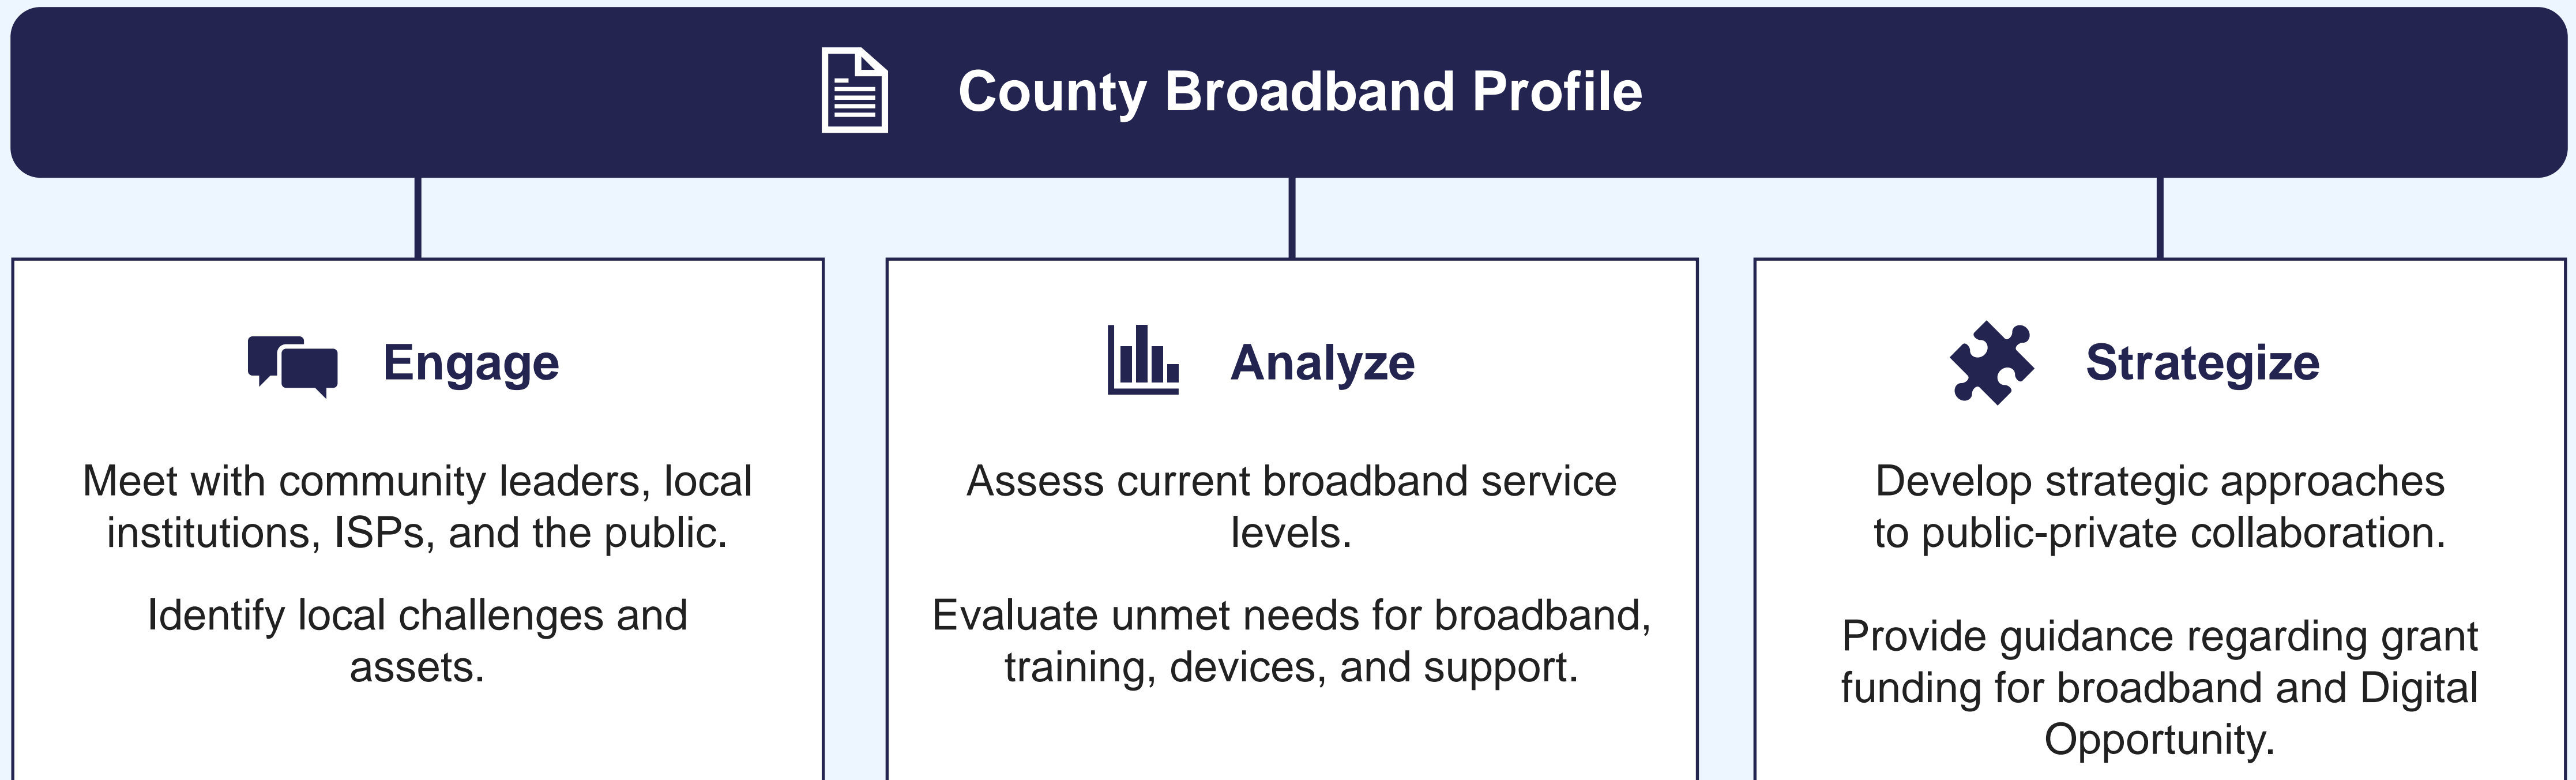 County Broadband Profile
Engage
Meet with community leaders, local
institutions, ISPs, and the public.
Identify local challenges and
assets.
Analyze
Assess current broadband service
levels.
Evaluate unmet needs for broadband,
training, devices, and support.
Strategize
Develop strategic approaches
to public-private collaboration.
Provide guidance regarding grant
funding for broadband and Digital
Opportunity.